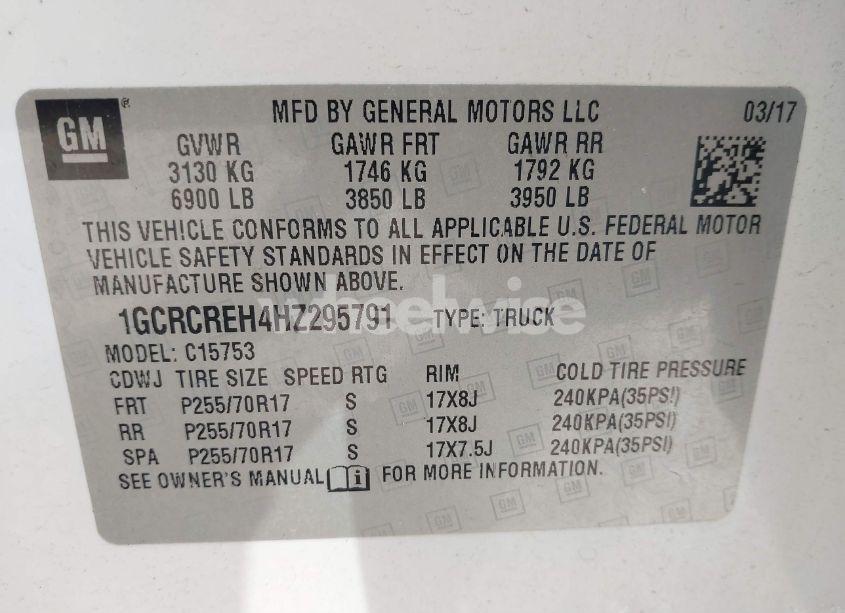 GM ®
MFD BY GENERAL MOTORS LLC 03/17
GVWR GAWR FRT GAWR RR
3130 KG 1746 KG 1792 KG
6900 LB 3850 LB 3950 LB
THIS VEHICLE CONFORMS TO ALL APPLICABLE U.S. FEDERAL MOTOR
VEHICLE SAFETY STANDARDS IN EFFECT ON THE DATE OF
MANUFACTURE SHOWN ABOVE.
1GCRCREH4HZ295791 TYPE: TRUCK
MODEL: C15753
CDWJ TIRE SIZE SPEED RTG RIM COLD TIRE PRESSURE
FRT P255/70R17 S 17X8J 240KPA(35PSI)
RR P255/70R17 S 17X8J 240KPA(35PSI)
SPA P255/70R17 S 17X7.5J 240KPA(35PSI)
SEE OWNER'S MANUAL FOR MORE INFORMATION.